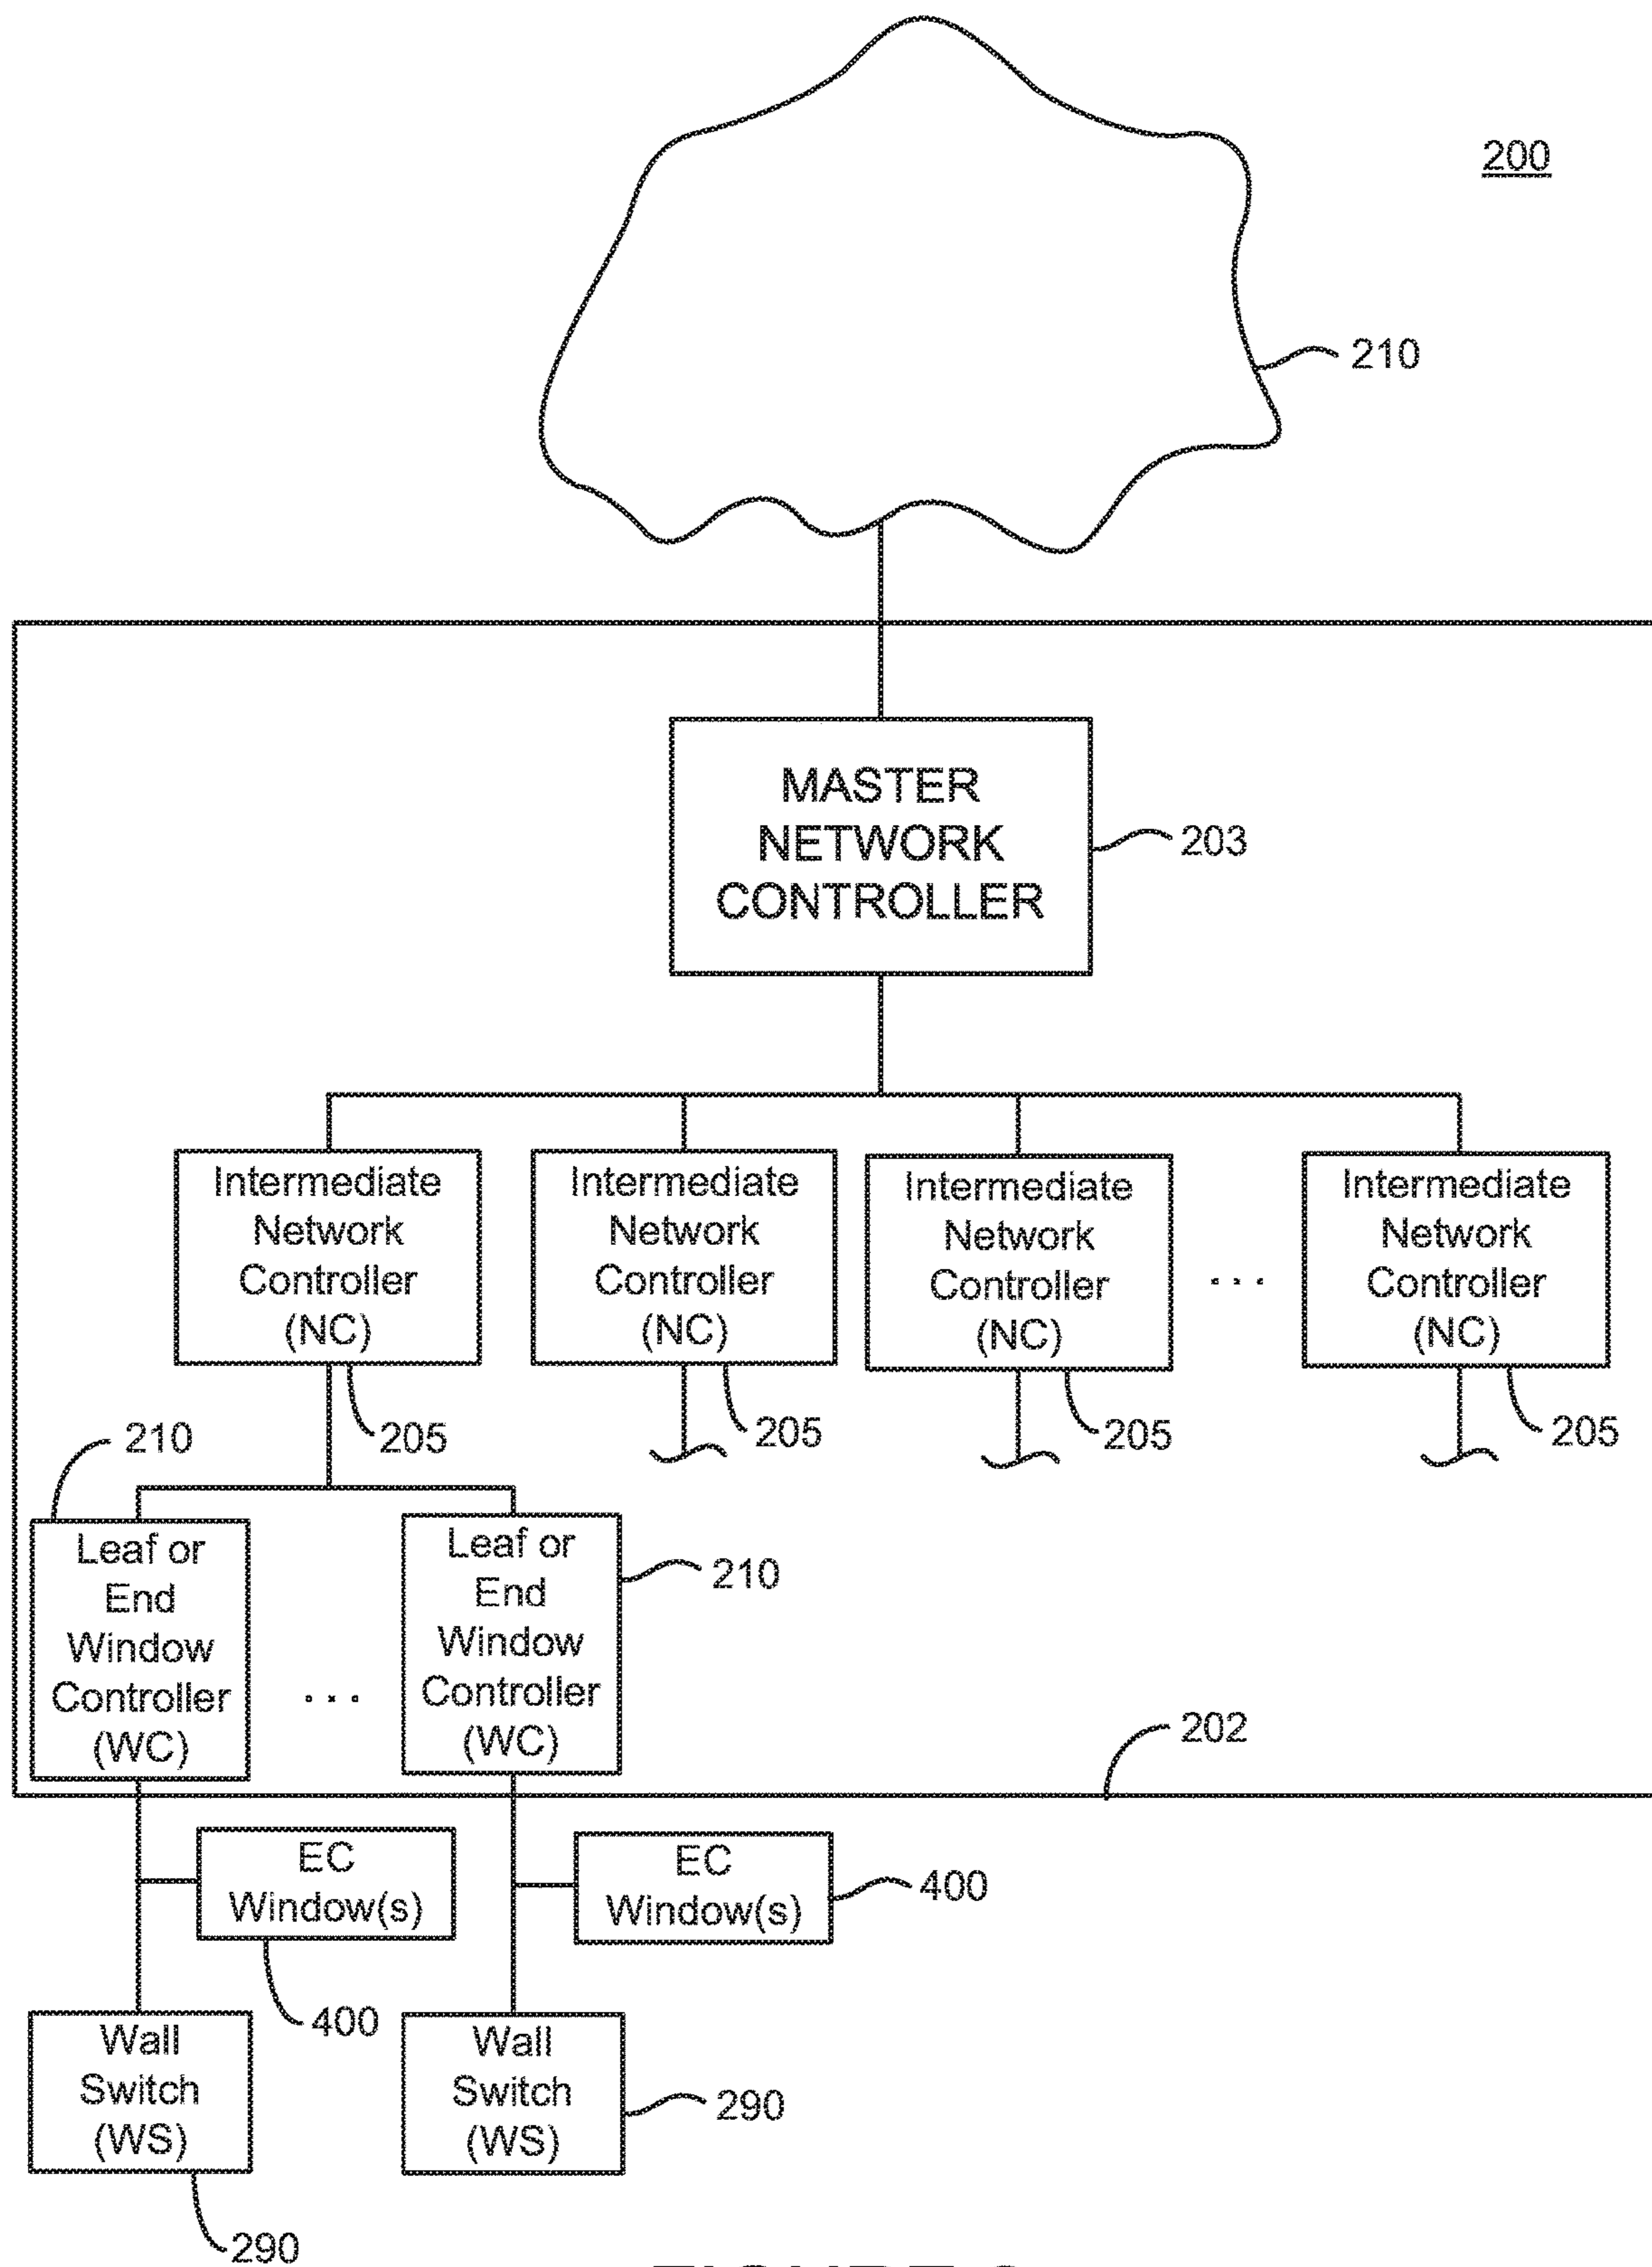 200
210
MASTER
NETWORK
CONTROLLER
203
Intermediate
Network
Controller
(NC)
205
Intermediate
Network
Controller
(NC)
205
Intermediate
Network
Controller
(NC)
205
. . .
Intermediate
Network
Controller
(NC)
205
210
Leaf or
End
Window
Controller
(WC)
. . .
Leaf or
End
Window
Controller
(WC)
210
202
EC
Window(s)
400
EC
Window(s)
400
Wall
Switch
(WS)
290
Wall
Switch
(WS)
290